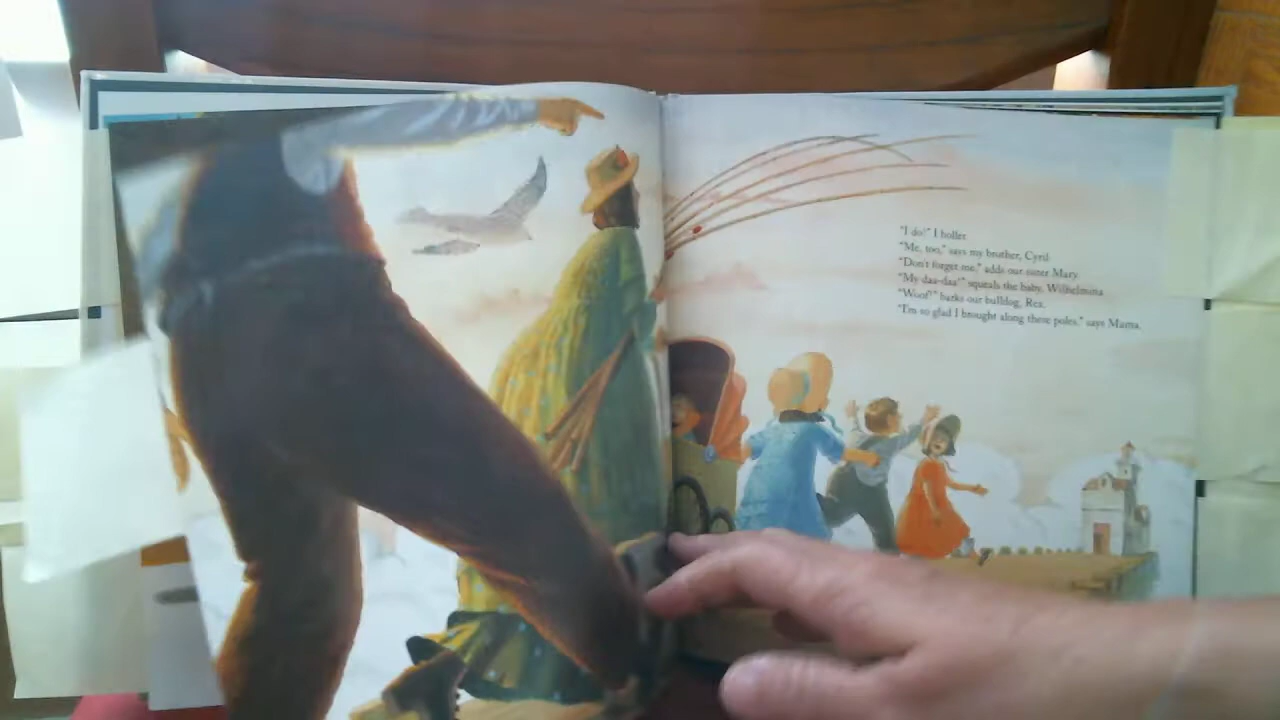 "I do!" I holler.
"Me, too," says my brother, Cyril.
"Don't forget me," adds our sister Mary.
"My daa-daa!" squeals the baby, Wilhelmina.
"Woof!" barks our bulldog, Rex.
"I'm so glad I brought along these poles," says Mama.